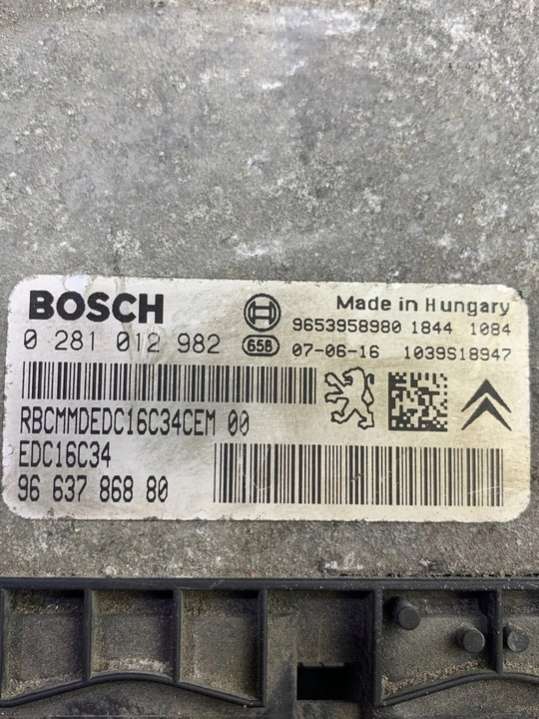 BOSCH
Made in Hungary
0 281 012 982
9653958980 1844 1084
658
07-06-16 1039S18947
RBCMMDEDC16C34CEM 00
EDC16C34
96 637 868 80